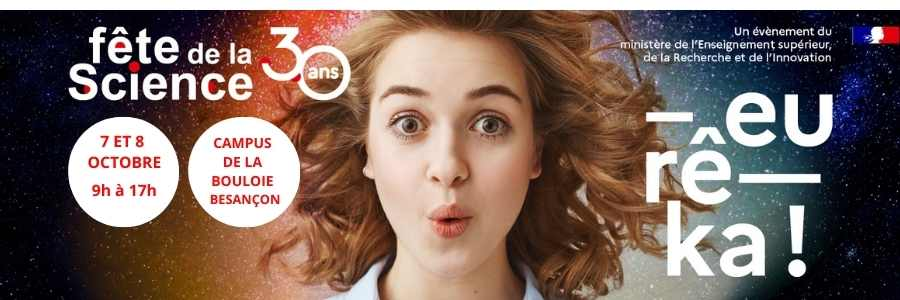 fête de la
Science
30
ans
7 ET 8
OCTOBRE
9h à 17h
CAMPUS
DE LA
BOULOIE
BESANÇON
Un évènement du
ministère de l'Enseignement supérieur,
de la Recherche et de l'Innovation
–eu
rê—
ka!